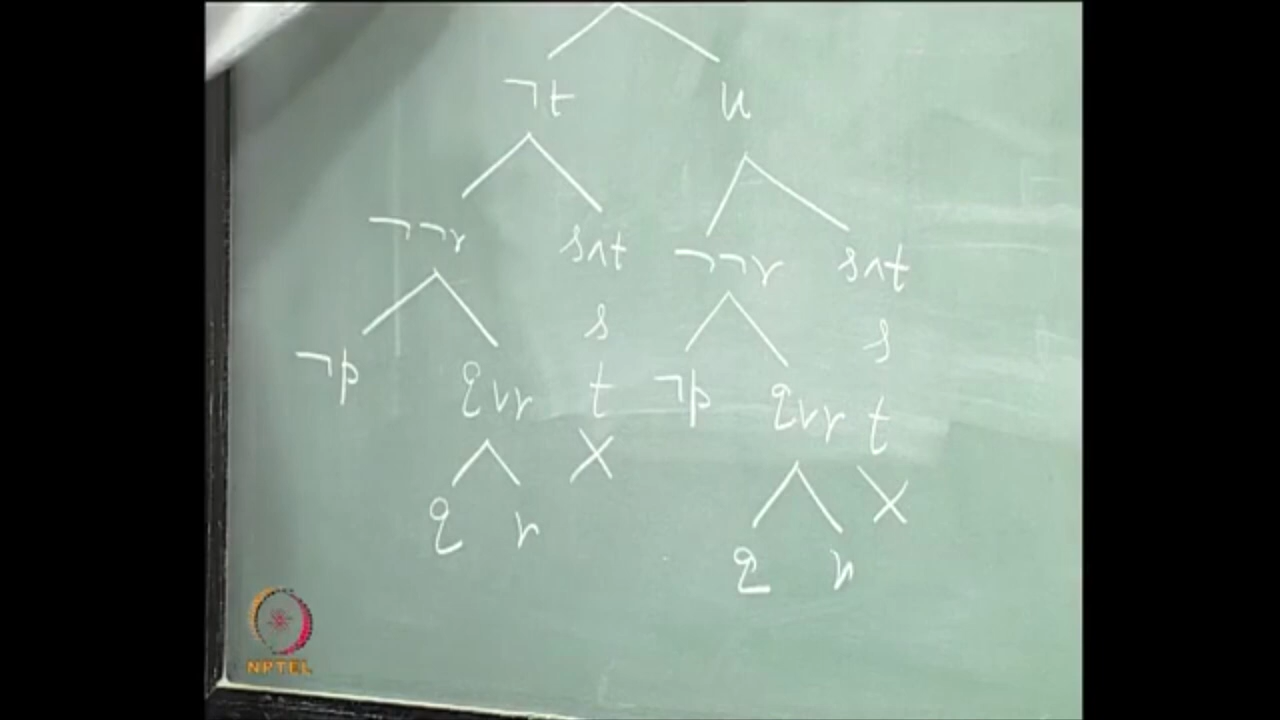 ¬t u
¬¬r s∧t ¬¬r s∧t
s s
¬p q∨r t ¬p q∨r t
X X
q r q r
NPTEL